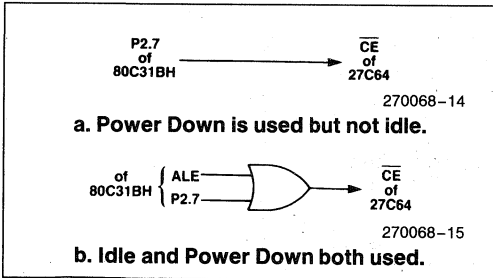 P2.7
of
80C31BH
CE
of
27C64
270068-14
a. Power Down is used but not idle.
of
80C31BH
ALE
P2.7
CE
of
27C64
270068-15
b. Idle and Power Down both used.